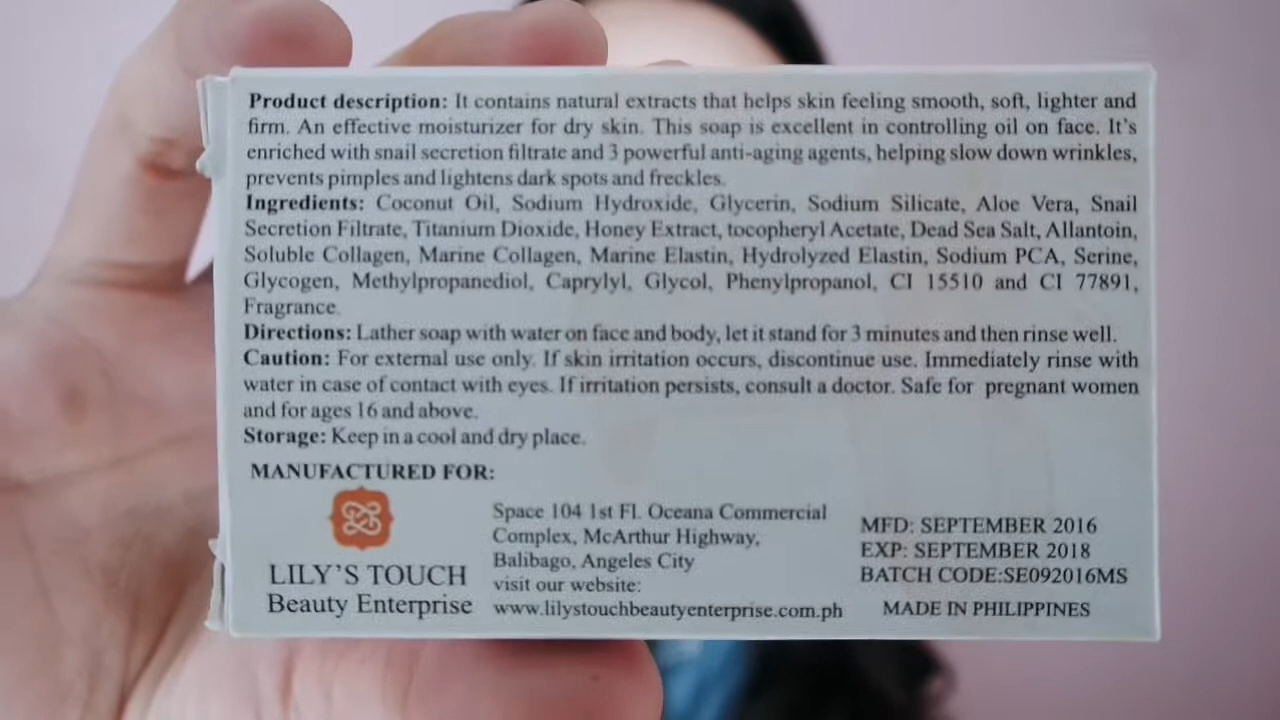 Product description: It contains natural extracts that helps skin feeling smooth, soft, lighter and
firm. An effective moisturizer for dry skin. This soap is excellent in controlling oil on face. It's
enriched with snail secretion filtrate and 3 powerful anti-aging agents, helping slow down wrinkles,
prevents pimples and lightens dark spots and freckles.
Ingredients: Coconut Oil, Sodium Hydroxide, Glycerin, Sodium Silicate, Aloe Vera, Snail
Secretion Filtrate, Titanium Dioxide, Honey Extract, tocopheryl Acetate, Dead Sea Salt, Allantoin,
Soluble Collagen, Marine Collagen, Marine Elastin, Hydrolyzed Elastin, Sodium PCA, Serine,
Glycogen, Methylpropanediol, Caprylyl, Glycol, Phenylpropanol, CI 15510 and CI 77891,
Fragrance.
Directions: Lather soap with water on face and body, let it stand for 3 minutes and then rinse well.
Caution: For external use only. If skin irritation occurs, discontinue use. Immediately rinse with
water in case of contact with eyes. If irritation persists, consult a doctor. Safe for pregnant women
and for ages 16 and above.
Storage: Keep in a cool and dry place.
MANUFACTURED FOR:
LILY'S TOUCH
Beauty Enterprise
Space 104 1st Fl. Oceana Commercial
Complex, McArthur Highway,
Balibago, Angeles City
visit our website:
www.lilystouchbeautyenterprise.com.ph
MFD: SEPTEMBER 2016
EXP: SEPTEMBER 2018
BATCH CODE:SE092016MS
MADE IN PHILIPPINES